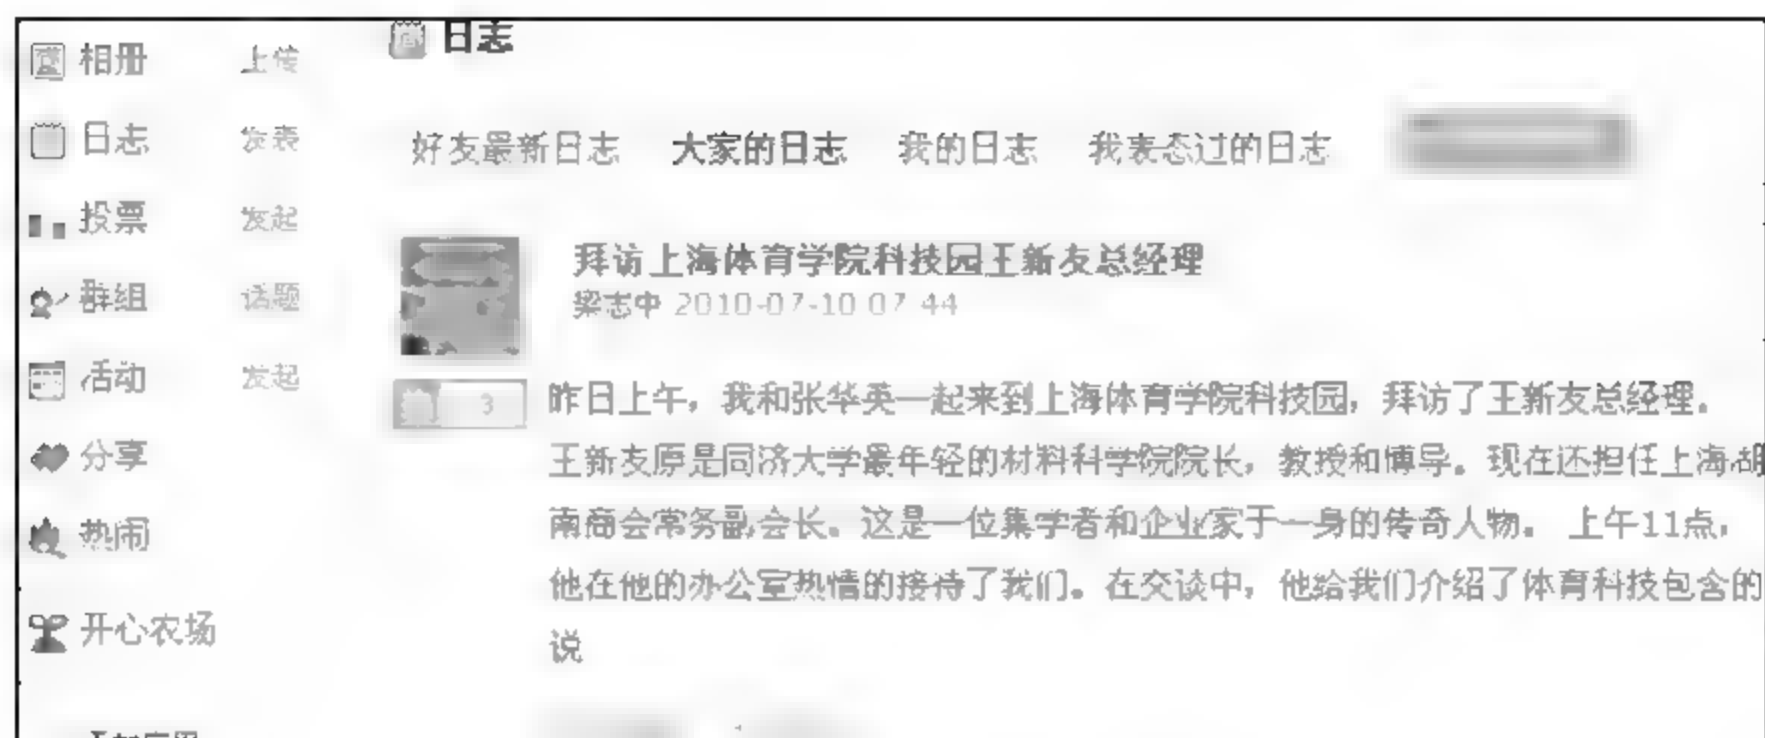 相册 上传
日志 发表
投票 发起
群组 话题
活动 发起
分享
热闹
开心农场
日志
好友最新日志 大家的日志 我的日志 我表态过的日志
拜访上海体育学院科技园王新友总经理
梁志中 2010-07-10 07:44
3
昨日上午，我和张华英一起来到上海体育学院科技园，拜访了王新友总经理。
王新友原是同济大学最年轻的材料科学院院长，教授和博导。现在还担任上海湖
南商会常务副会长。这是一位集学者和企业家于一身的传奇人物。 上午11点，
他在他的办公室热情的接待了我们。在交谈中，他给我们介绍了体育科技包含的
说